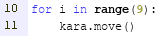 10 for i in range(9):
11     kara.move()